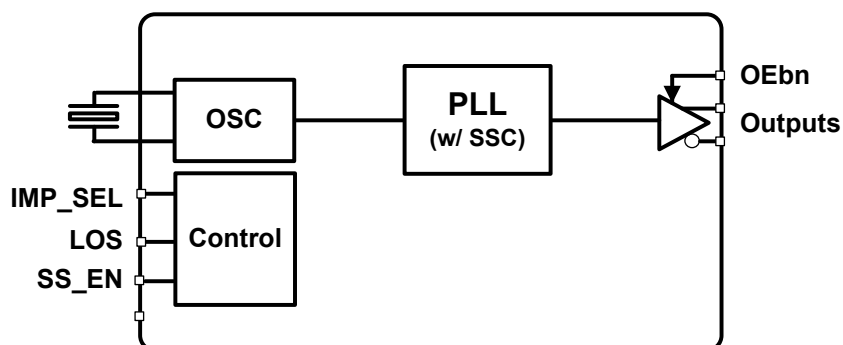 OEbn
OSC
PLL
(w/ SSC)
Outputs
IMP_SEL
LOS
Control
SS_EN